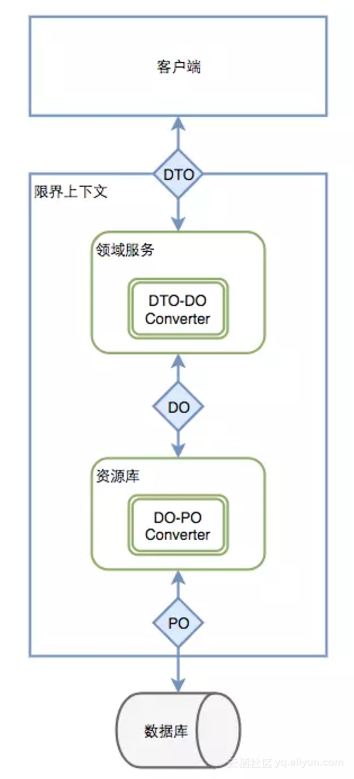 客户端
DTO
限界上下文
领域服务
DTO-DO
Converter
DO
资源库
DO-PO
Converter
PO
数据库
云栖社区 yq.aliyun.com